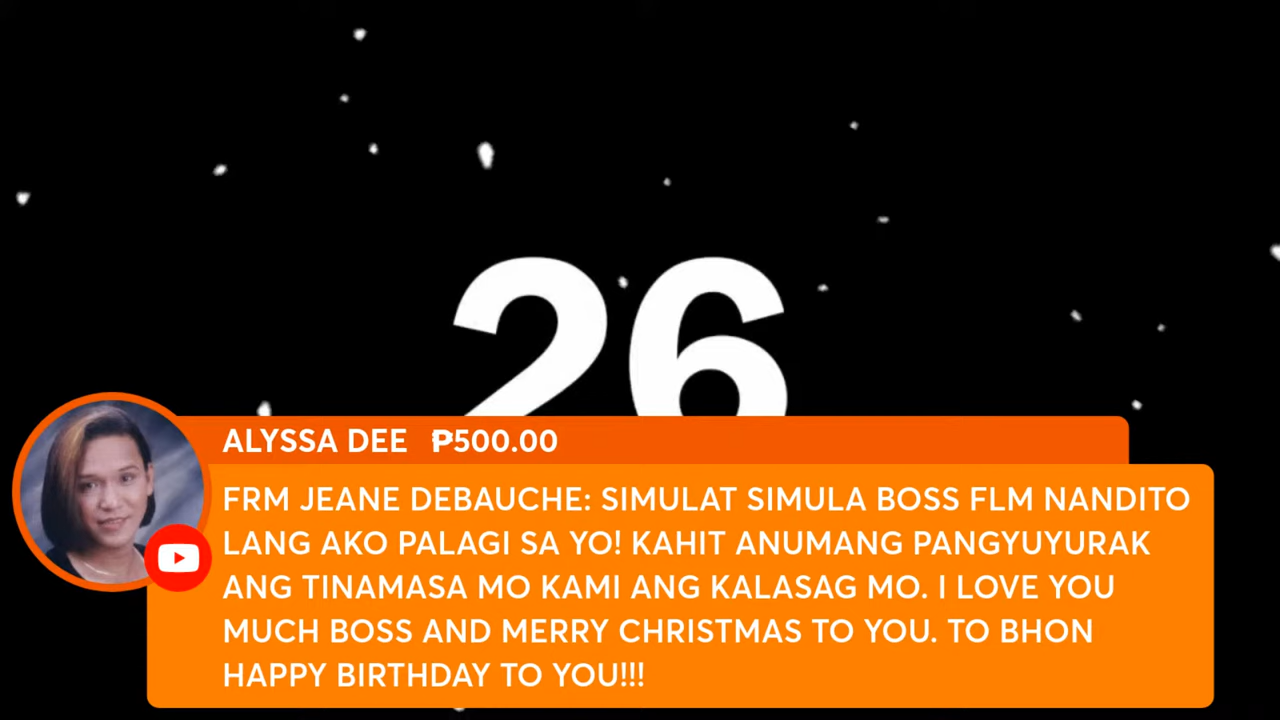 26
ALYSSA DEE ₱500.00
FRM JEANE DEBAUCHE: SIMULAT SIMULA BOSS FLM NANDITO
LANG AKO PALAGI SA YO! KAHIT ANUMANG PANGYUYURAK
ANG TINAMASA MO KAMI ANG KALASAG MO. I LOVE YOU
MUCH BOSS AND MERRY CHRISTMAS TO YOU. TO BHON
HAPPY BIRTHDAY TO YOU!!!